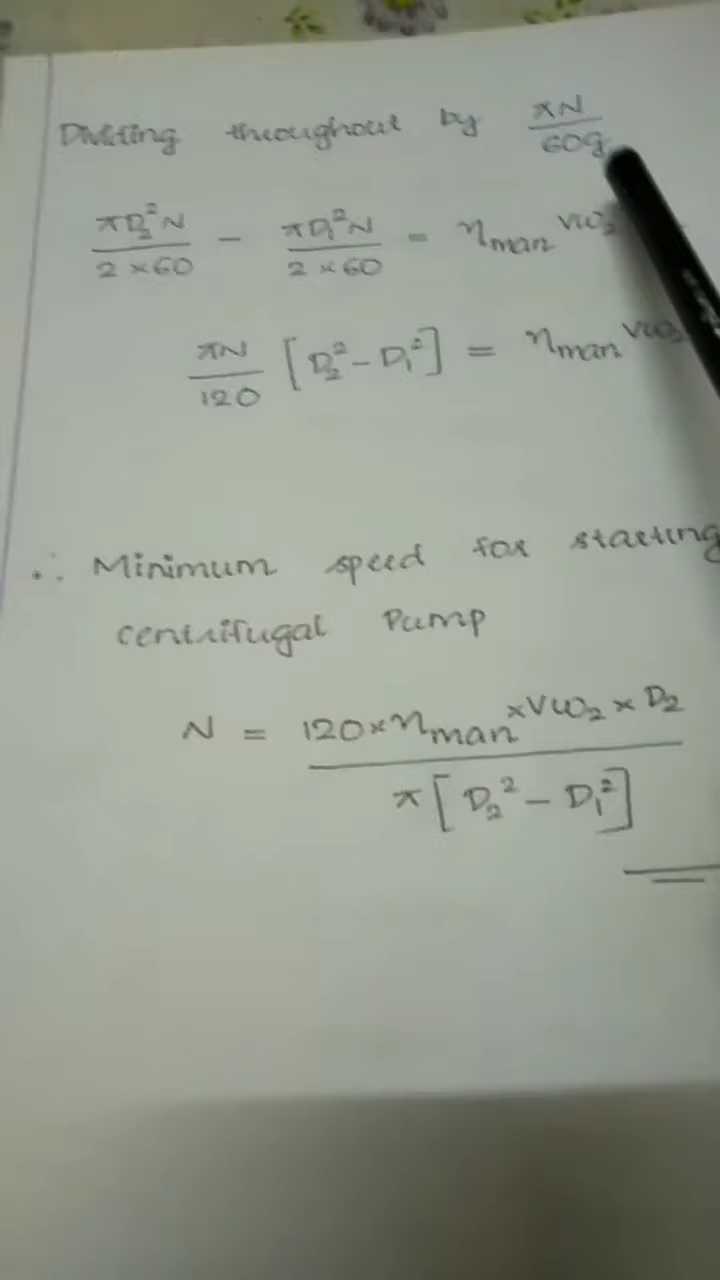 Dividing throughout by πN/60g
πD₂²N/2×60 − πD₁²N/2×60 = ηman Vw₂
πN/120 [D₂² − D₁²] = ηman Vw₂
∴ Minimum speed for starting
centrifugal Pump
N = 120×ηman×Vw₂×D₂/π[D₂² − D₁²]